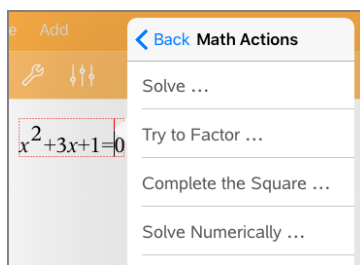 e Add
Back Math Actions
Solve ...
x²+3x+1=0
Try to Factor ...
Complete the Square ...
Solve Numerically ...